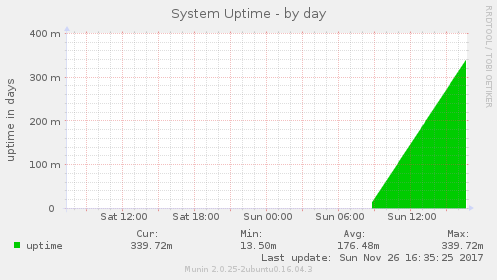 System Uptime - by day
RRDTOOL / TOBI OETIKER
uptime in days
400 m
300 m
200 m
100 m
0
Sat 12:00 Sat 18:00 Sun 00:00 Sun 06:00 Sun 12:00
Cur: Min: Avg: Max:
uptime 339.72m 13.50m 176.48m 339.72m
Last update: Sun Nov 26 16:35:25 2017
Munin 2.0.25-2ubuntu0.16.04.3